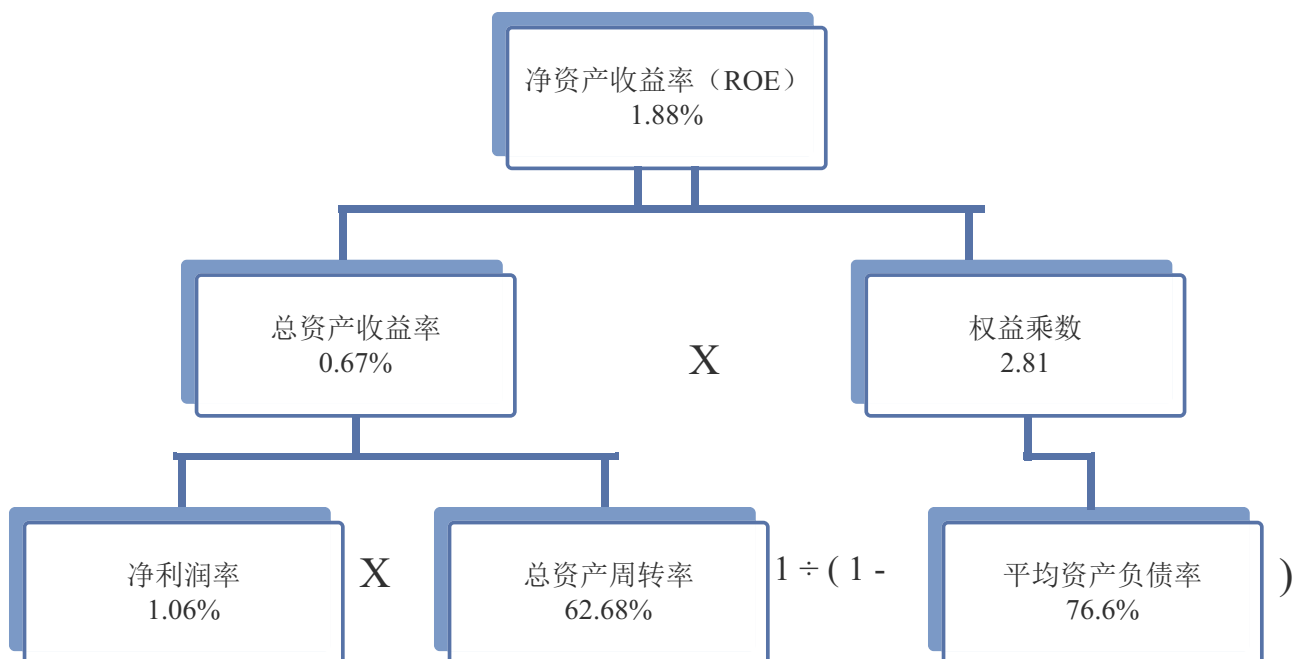 净资产收益率（ROE）
1.88%
总资产收益率
0.67%
X
权益乘数
2.81
净利润率
1.06%
X
总资产周转率
62.68%
1 ÷ ( 1 -
平均资产负债率
76.6%
)